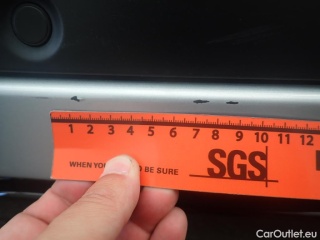 1 2 3 4 5 6 7 8 9 10 11 12
WHEN YOU BE SURE
SGS
CarOutlet.eu